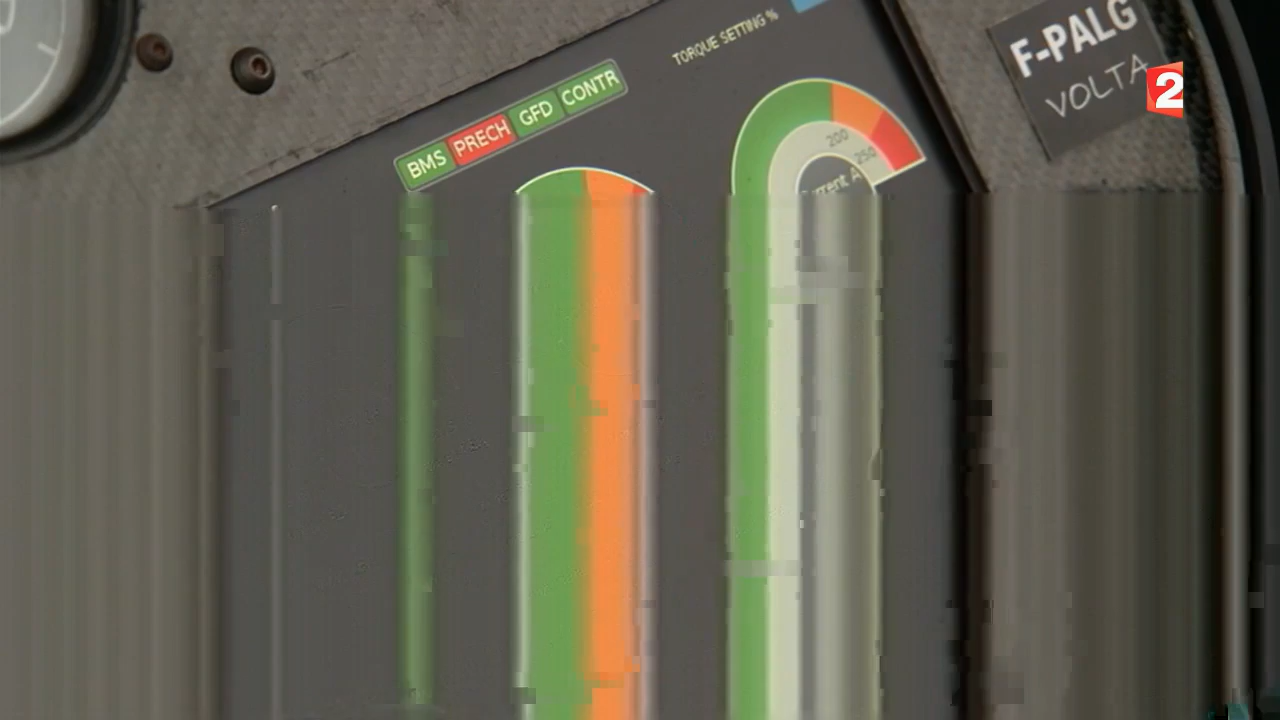 TORQUE SETTING %
F-PALG
VOLTA
2
BMS PRECH GFD CONTR
200
250